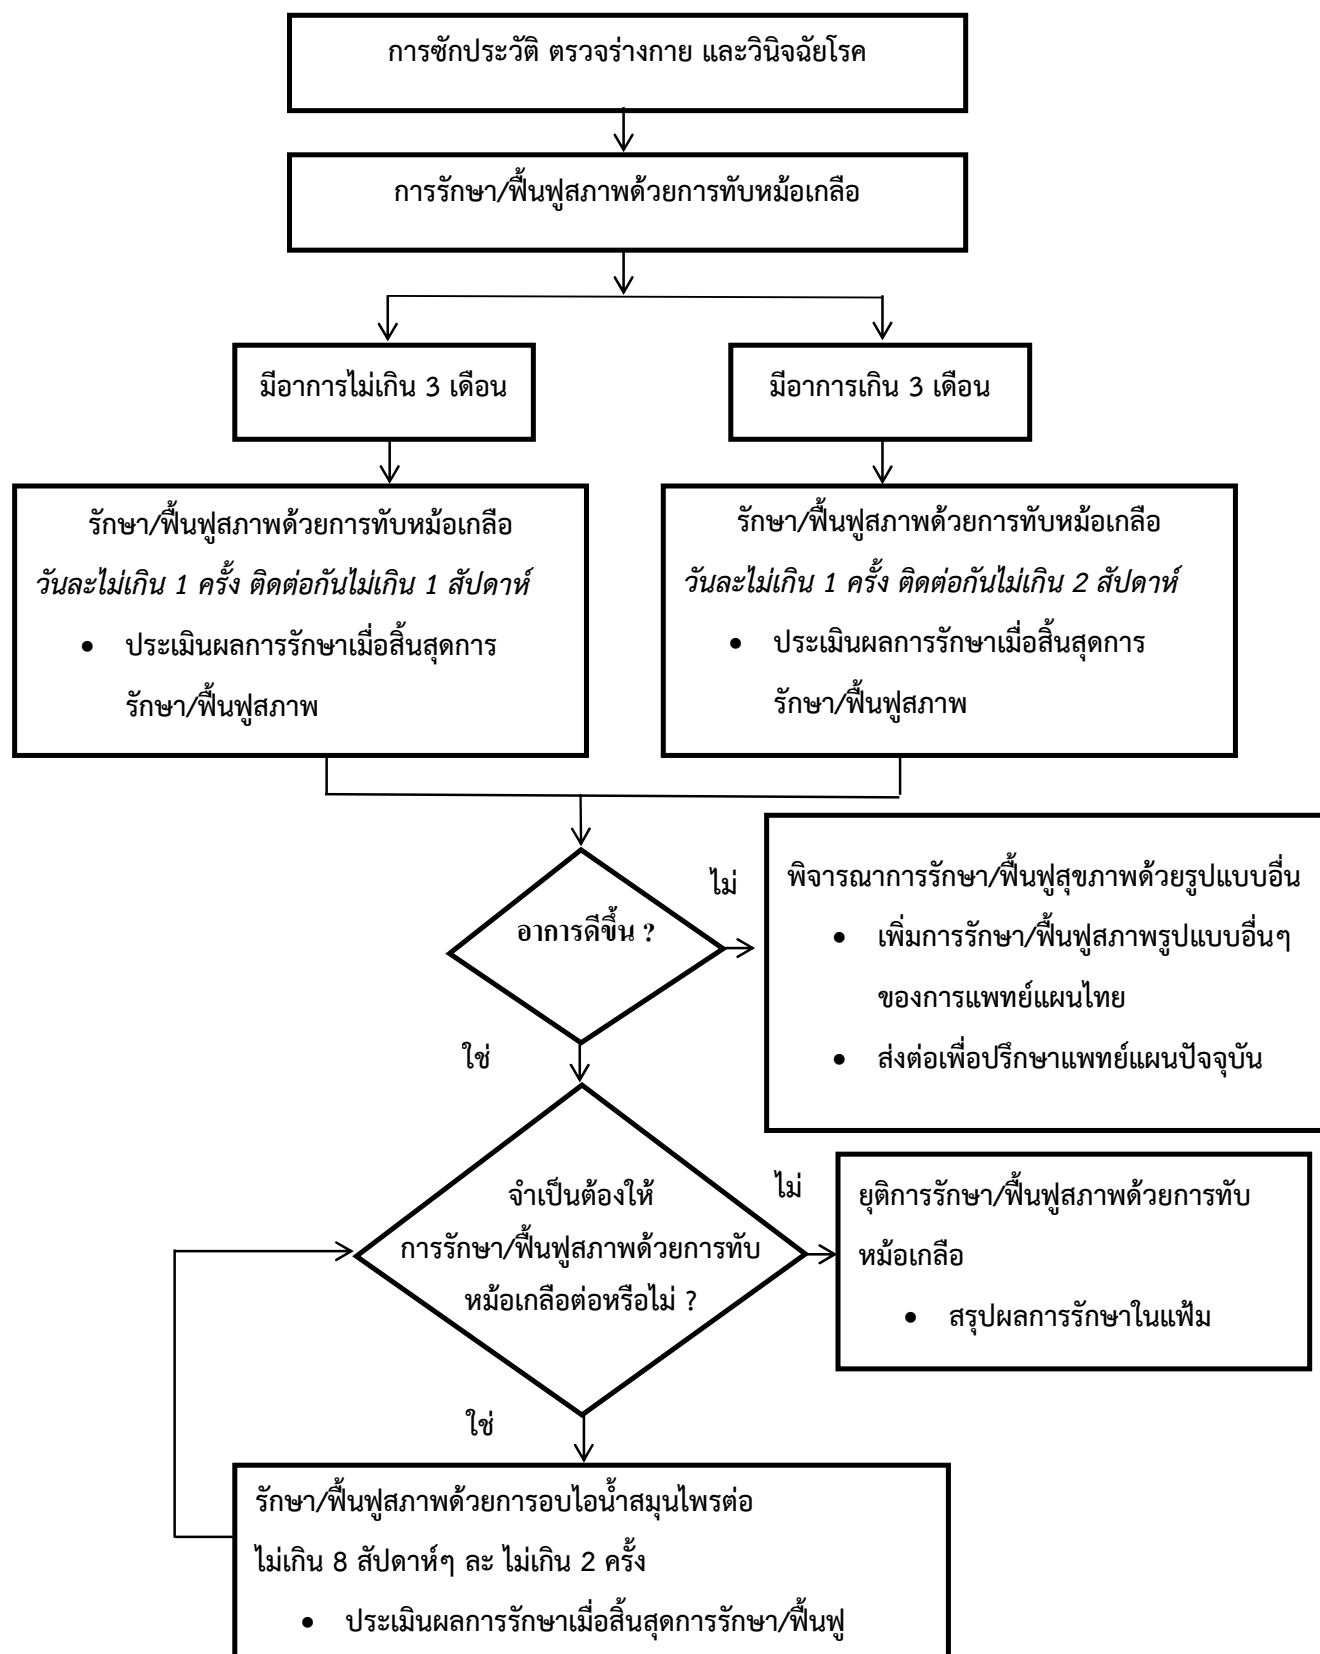 การซักประวัติ ตรวจร่างกาย และวินิจฉัยโรค
การรักษา/ฟื้นฟูสภาพด้วยการทับหม้อเกลือ
มีอาการไม่เกิน 3 เดือน
มีอาการเกิน 3 เดือน
รักษา/ฟื้นฟูสภาพด้วยการทับหม้อเกลือ
วันละไม่เกิน 1 ครั้ง ติดต่อกันไม่เกิน 1 สัปดาห์
• ประเมินผลการรักษาเมื่อสิ้นสุดการ
รักษา/ฟื้นฟูสภาพ
รักษา/ฟื้นฟูสภาพด้วยการทับหม้อเกลือ
วันละไม่เกิน 1 ครั้ง ติดต่อกันไม่เกิน 2 สัปดาห์
• ประเมินผลการรักษาเมื่อสิ้นสุดการ
รักษา/ฟื้นฟูสภาพ
อาการดีขึ้น ?
ไม่
พิจารณาการรักษา/ฟื้นฟูสุขภาพด้วยรูปแบบอื่น
• เพิ่มการรักษา/ฟื้นฟูสภาพรูปแบบอื่นๆ
ของการแพทย์แผนไทย
• ส่งต่อเพื่อปรึกษาแพทย์แผนปัจจุบัน
ใช่
จำเป็นต้องให้
การรักษา/ฟื้นฟูสภาพด้วยการทับ
หม้อเกลือต่อหรือไม่ ?
ไม่
ยุติการรักษา/ฟื้นฟูสภาพด้วยการทับ
หม้อเกลือ
• สรุปผลการรักษาในแฟ้ม
ใช่
รักษา/ฟื้นฟูสภาพด้วยการอบไอน้ำสมุนไพรต่อ
ไม่เกิน 8 สัปดาห์ๆ ละ ไม่เกิน 2 ครั้ง
• ประเมินผลการรักษาเมื่อสิ้นสุดการรักษา/ฟื้นฟู